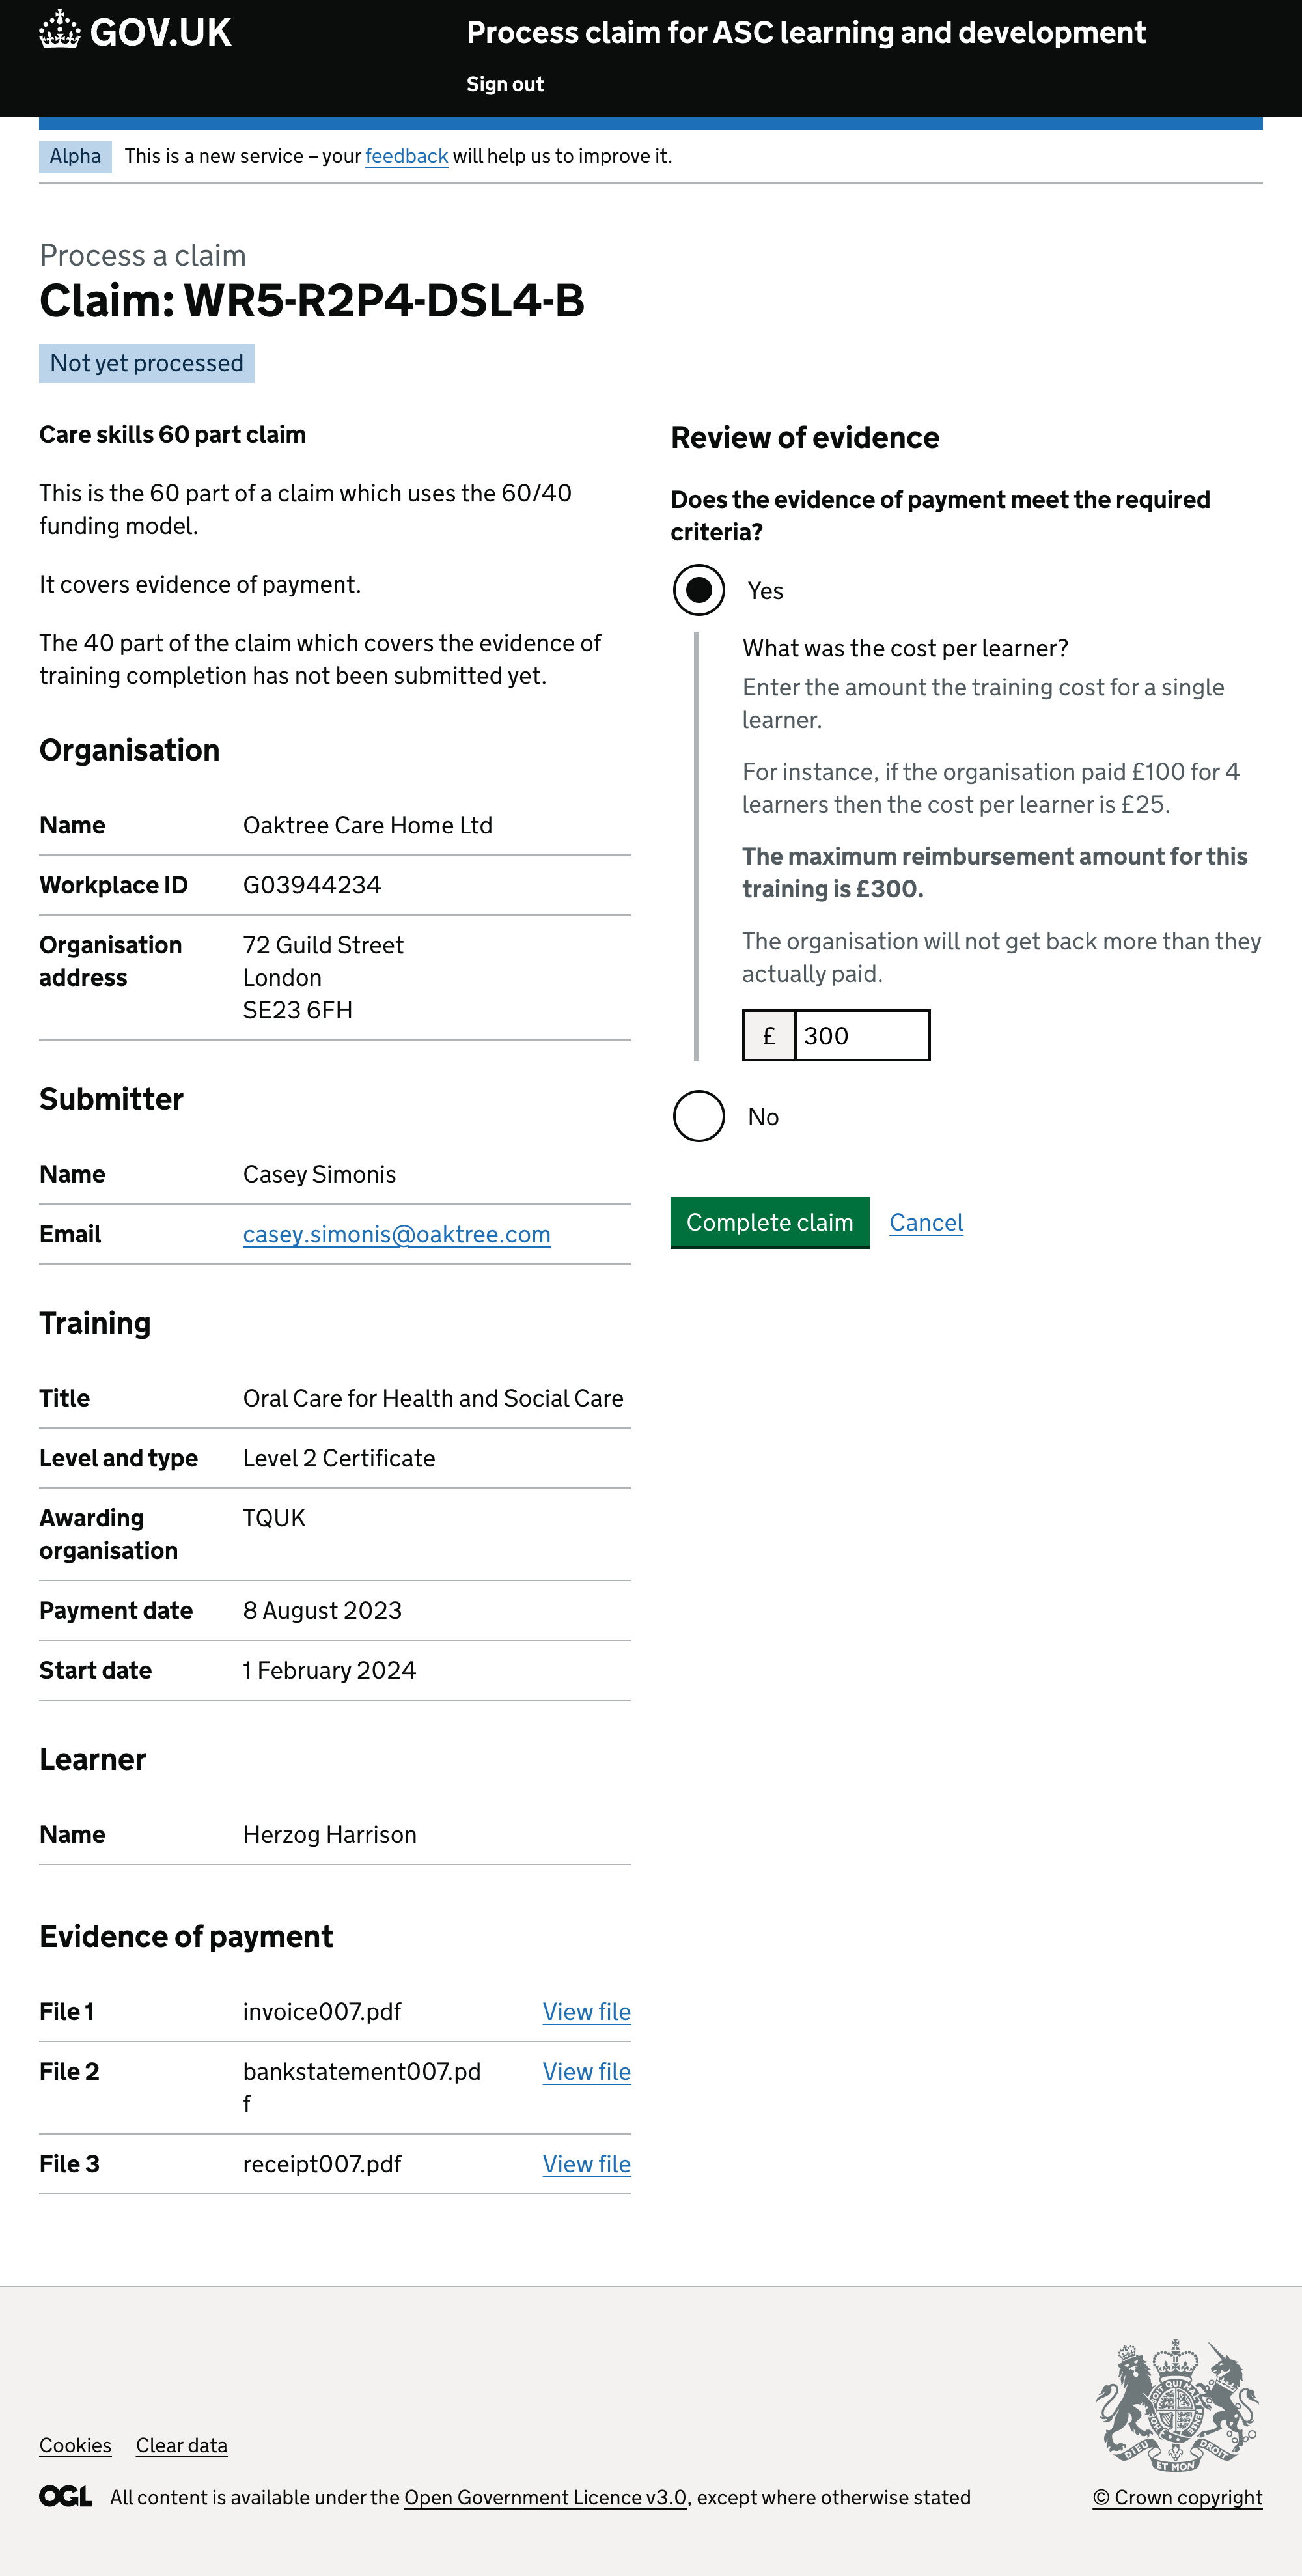 GOV.UK
Process claim for ASC learning and development
Sign out
Alpha
This is a new service – your feedback will help us to improve it.
Process a claim
Claim: WR5-R2P4-DSL4-B
Not yet processed
Care skills 60 part claim
This is the 60 part of a claim which uses the 60/40
funding model.
It covers evidence of payment.
The 40 part of the claim which covers the evidence of
training completion has not been submitted yet.
Organisation
Name Oaktree Care Home Ltd
Workplace ID G03944234
Organisation address
72 Guild Street
London
SE23 6FH
Submitter
Name Casey Simonis
Email casey.simonis@oaktree.com
Training
Title Oral Care for Health and Social Care
Level and type Level 2 Certificate
Awarding organisation
TQUK
Payment date 8 August 2023
Start date 1 February 2024
Learner
Name Herzog Harrison
Evidence of payment
File 1 invoice007.pdf View file
File 2 bankstatement007.pd View file
f
File 3 receipt007.pdf View file
Review of evidence
Does the evidence of payment meet the required
criteria?
Yes
What was the cost per learner?
Enter the amount the training cost for a single
learner.
For instance, if the organisation paid £100 for 4
learners then the cost per learner is £25.
The maximum reimbursement amount for this
training is £300.
The organisation will not get back more than they
actually paid.
£ 300
No
Complete claim Cancel
Cookies Clear data
OGL All content is available under the Open Government Licence v3.0, except where otherwise stated
DIEU ET MON DROIT
© Crown copyright